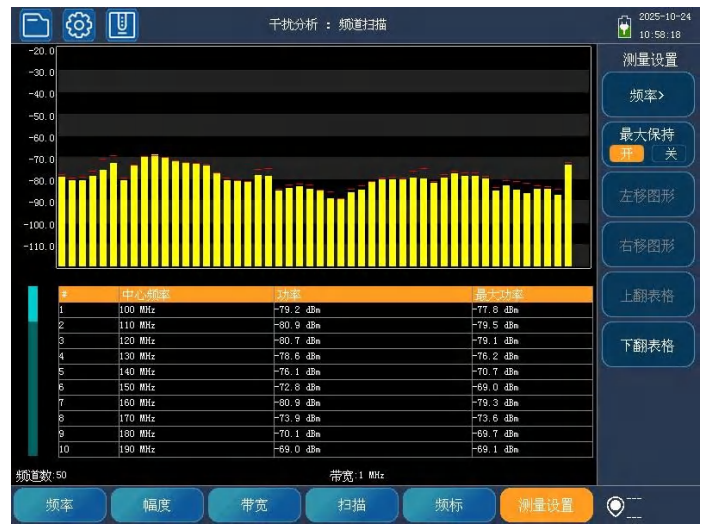 干扰分析 : 频道扫描
2025-10-24
10:58:18
测量设置
频率>
最大保持
开 关
左移图形
右移图形
上翻表格
下翻表格
-20.0
-30.0
-40.0
-50.0
-60.0
-70.0
-80.0
-90.0
-100.0
-110.0
# 中心频率 功率 最大功率
1 100 MHz -79.2 dBm -77.8 dBm
2 110 MHz -80.9 dBm -79.5 dBm
3 120 MHz -80.7 dBm -79.1 dBm
4 130 MHz -78.6 dBm -76.2 dBm
5 140 MHz -76.1 dBm -70.7 dBm
6 150 MHz -72.8 dBm -69.0 dBm
7 160 MHz -80.9 dBm -79.3 dBm
8 170 MHz -73.9 dBm -73.6 dBm
9 180 MHz -70.1 dBm -69.7 dBm
10 190 MHz -69.0 dBm -69.1 dBm
频道数:50 带宽:1 MHz
频率 幅度 带宽 扫描 频标 测量设置 ---
---